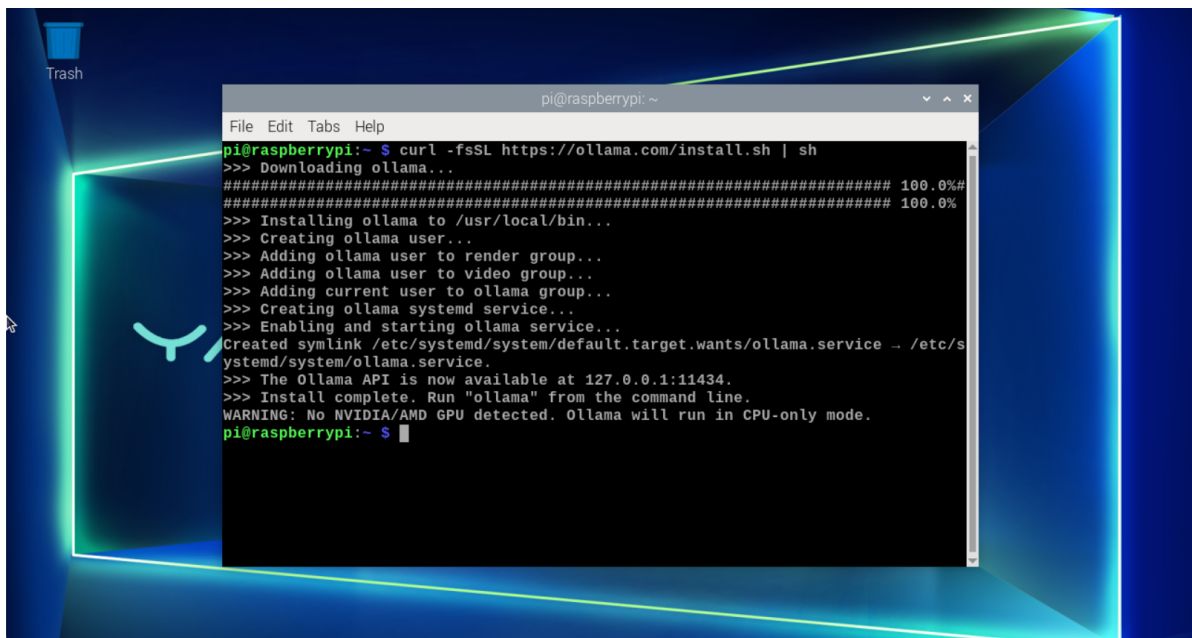 Trash
pi@raspberrypi: ~
File Edit Tabs Help
pi@raspberrypi:~ $ curl -fsSL https://ollama.com/install.sh | sh
>>> Downloading ollama...
######################################################################## 100.0%#
######################################################################## 100.0%
>>> Installing ollama to /usr/local/bin...
>>> Creating ollama user...
>>> Adding ollama user to render group...
>>> Adding ollama user to video group...
>>> Adding current user to ollama group...
>>> Creating ollama systemd service...
>>> Enabling and starting ollama service...
Created symlink /etc/systemd/system/default.target.wants/ollama.service → /etc/s
ystemd/system/ollama.service.
>>> The Ollama API is now available at 127.0.0.1:11434.
>>> Install complete. Run "ollama" from the command line.
WARNING: No NVIDIA/AMD GPU detected. Ollama will run in CPU-only mode.
pi@raspberrypi:~ $